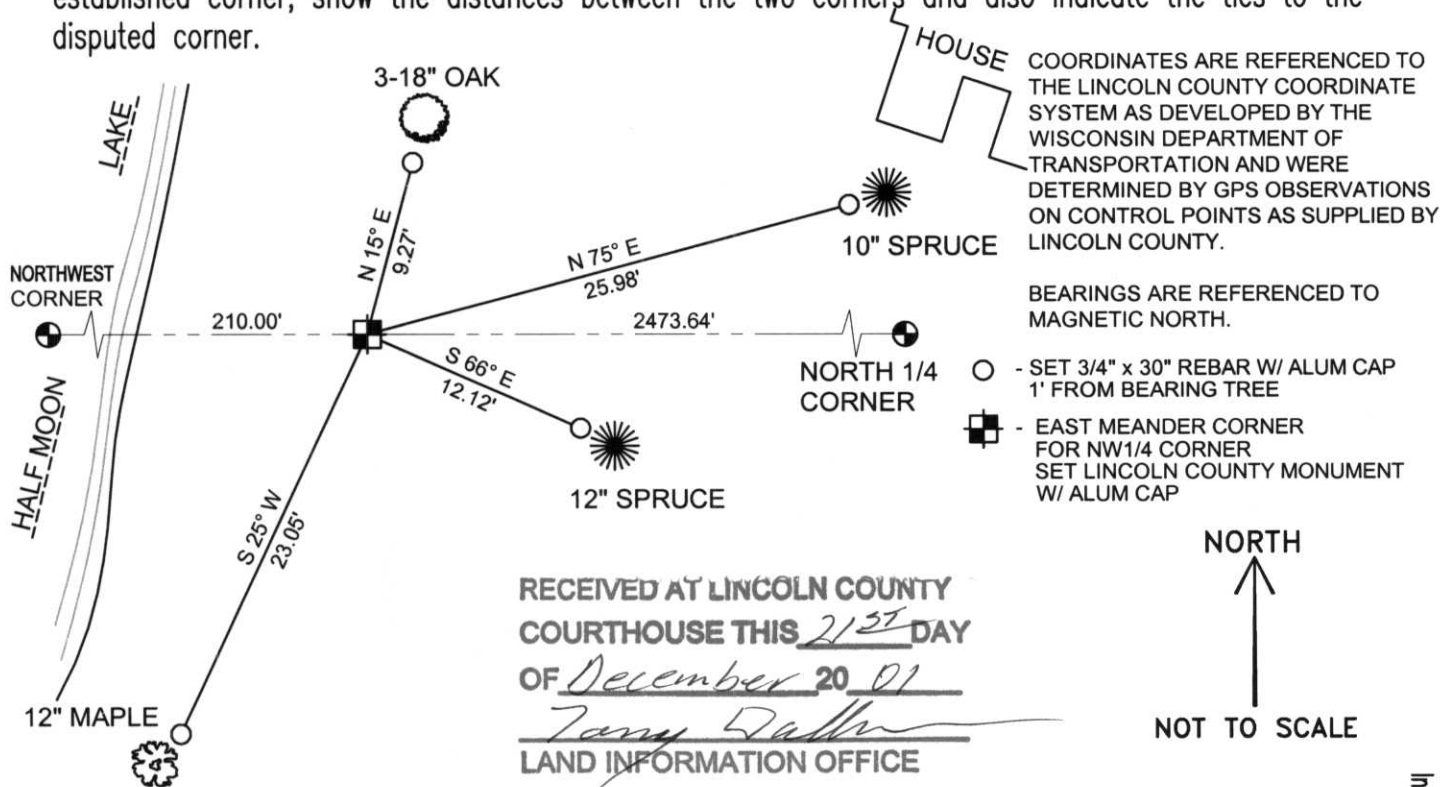 established corner, show the distances between the two corners and also indicate the ties to the
disputed corner.
3-18" OAK
HOUSE
COORDINATES ARE REFERENCED TO
THE LINCOLN COUNTY COORDINATE
SYSTEM AS DEVELOPED BY THE
WISCONSIN DEPARTMENT OF
TRANSPORTATION AND WERE
DETERMINED BY GPS OBSERVATIONS
ON CONTROL POINTS AS SUPPLIED BY
LINCOLN COUNTY.
LAKE
N 15° E
9.27'
N 75° E
25.98'
10" SPRUCE
NORTHWEST
CORNER
210.00'
2473.64'
BEARINGS ARE REFERENCED TO
MAGNETIC NORTH.
S 66° E
12.12'
NORTH 1/4
CORNER
- SET 3/4" x 30" REBAR W/ ALUM CAP
1' FROM BEARING TREE
- EAST MEANDER CORNER
FOR NW1/4 CORNER
SET LINCOLN COUNTY MONUMENT
W/ ALUM CAP
HALF MOON
12" SPRUCE
S 25° W
23.05'
NORTH
RECEIVED AT LINCOLN COUNTY
COURTHOUSE THIS 21ST DAY
OF December 20 01
LAND INFORMATION OFFICE
12" MAPLE
NOT TO SCALE